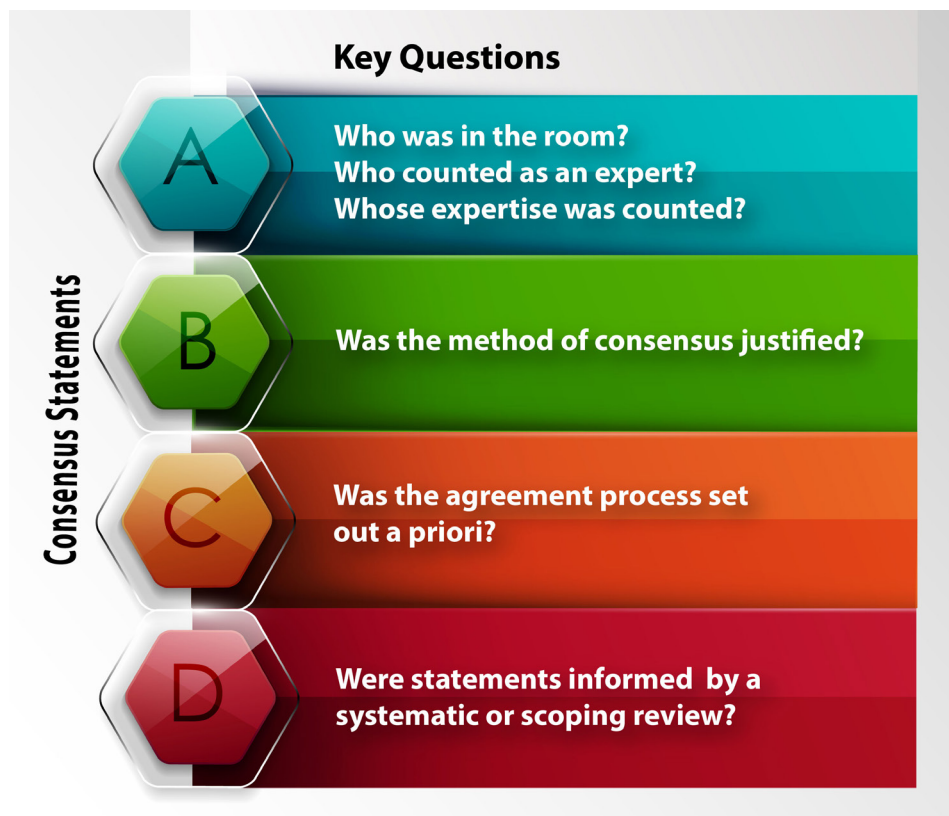 Key Questions
Consensus Statements
A
Who was in the room?
Who counted as an expert?
Whose expertise was counted?
B
Was the method of consensus justified?
C
Was the agreement process set
out a priori?
D
Were statements informed by a
systematic or scoping review?